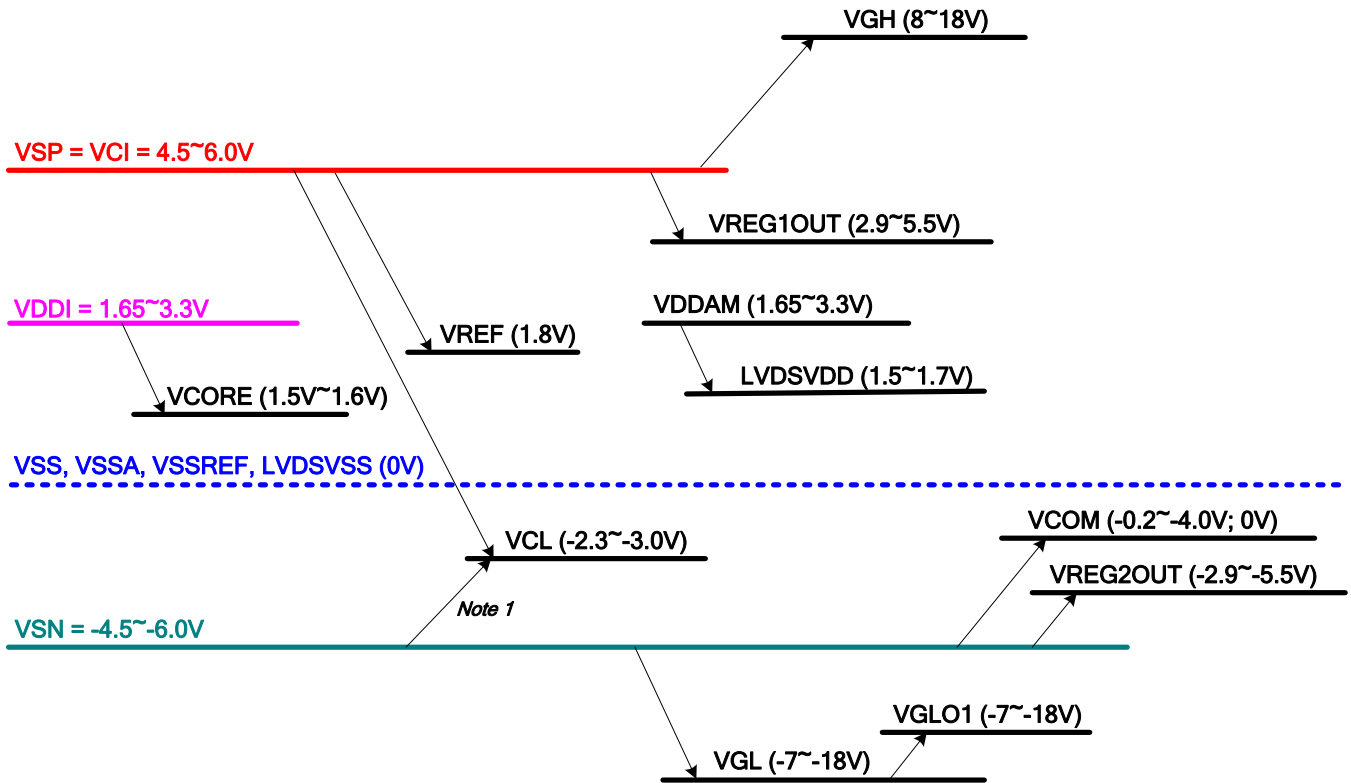 VGH (8~18V)
VSP = VCI = 4.5~6.0V
VREG1OUT (2.9~5.5V)
VDDI = 1.65~3.3V
VDDAM (1.65~3.3V)
VREF (1.8V)
LVDSVDD (1.5~1.7V)
VCORE (1.5V~1.6V)
VSS, VSSA, VSSREF, LVDSVSS (0V)
VCOM (-0.2~-4.0V; 0V)
VCL (-2.3~-3.0V)
VREG2OUT (-2.9~-5.5V)
Note 1
VSN = -4.5~-6.0V
VGLO1 (-7~-18V)
VGL (-7~-18V)